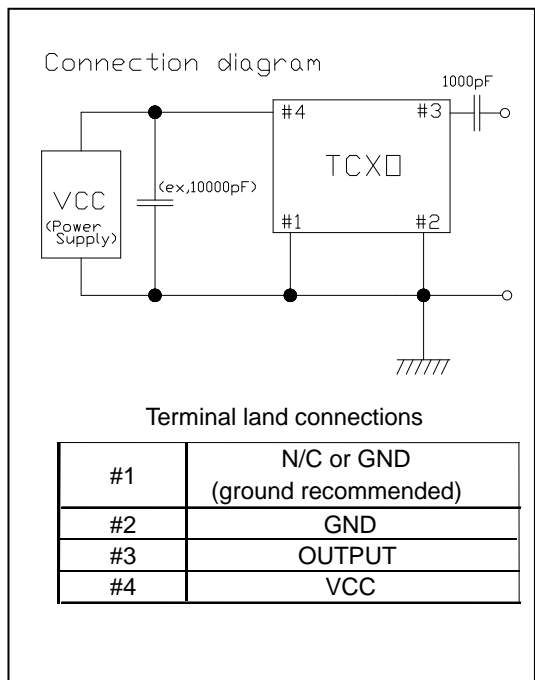 Connection diagram
1000pF
#4
#3
TCXO
VCC
(Power
Supply)
(ex,10000pF)
#1
#2
Terminal land connections
#1
N/C or GND
(ground recommended)
#2
GND
#3
OUTPUT
#4
VCC